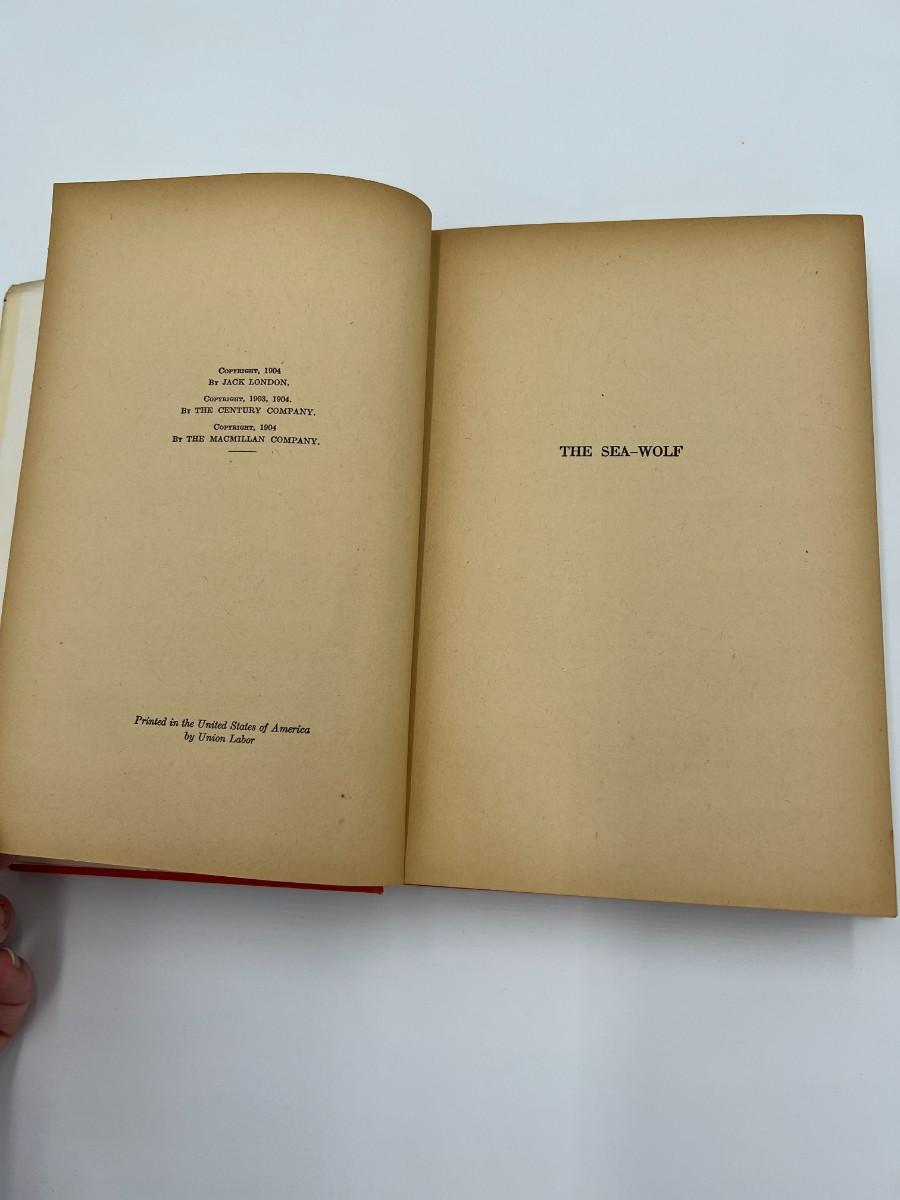 Copyright, 1904
By JACK LONDON.
Copyright, 1903, 1904.
By THE CENTURY COMPANY.
Copyright, 1904
By THE MACMILLAN COMPANY.
Printed in the United States of America
by Union Labor
THE SEA–WOLF